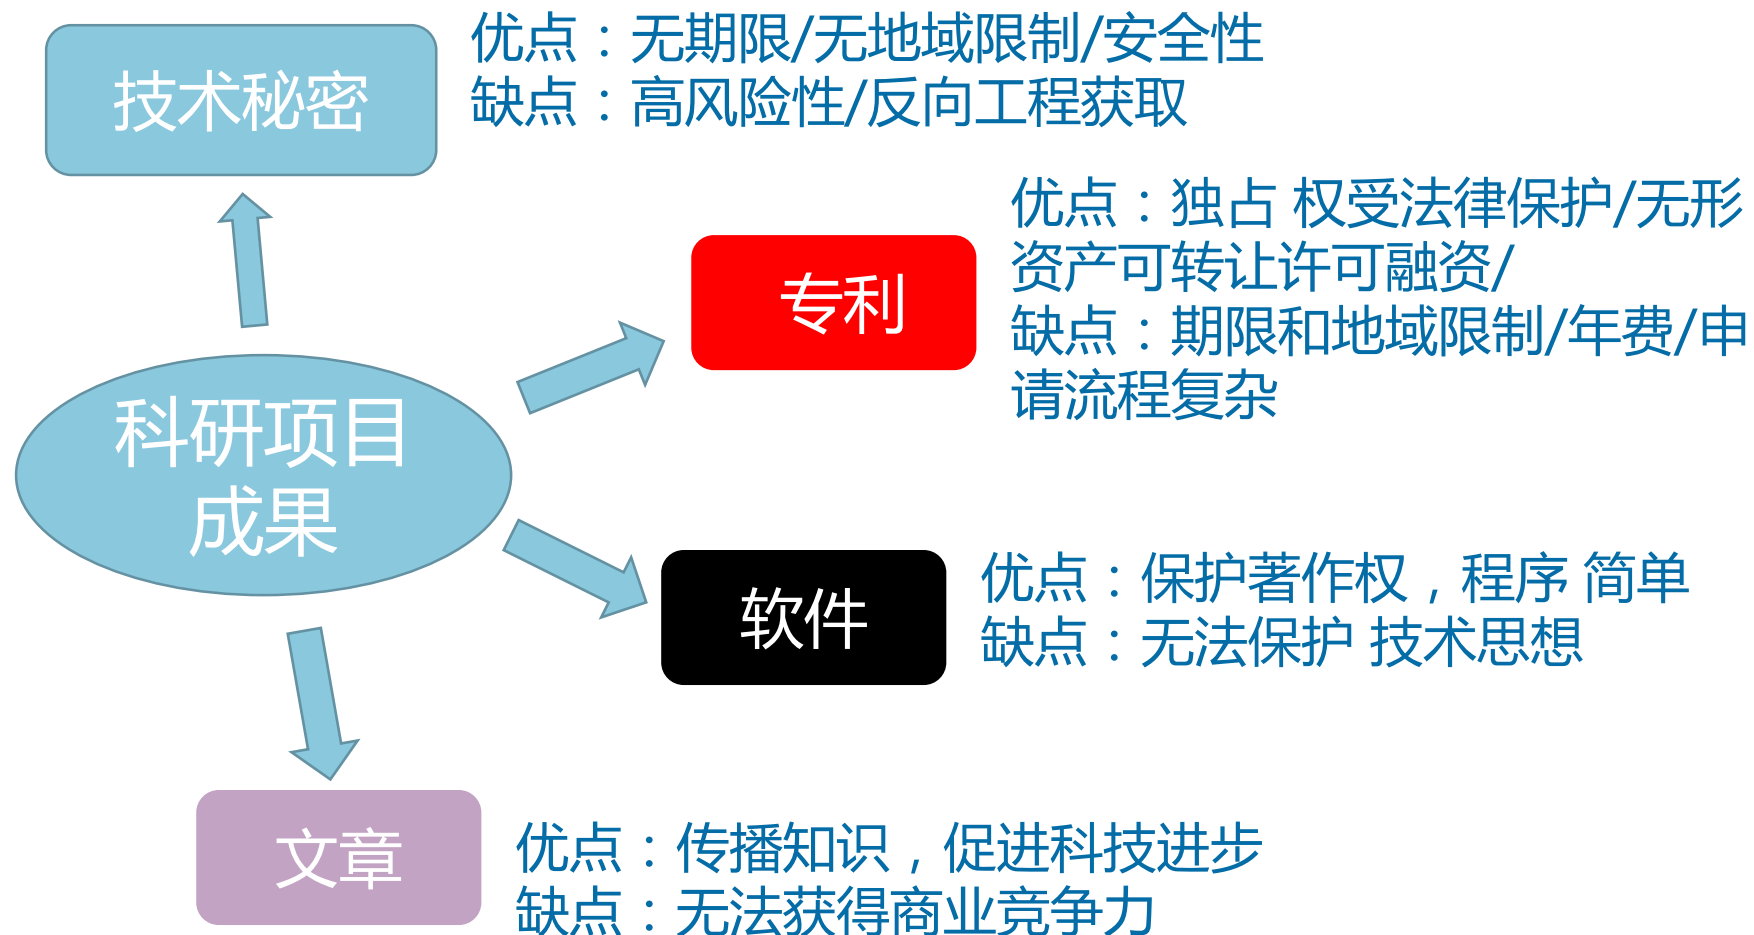 技术秘密
优点：无期限/无地域限制/安全性
缺点：高风险性/反向工程获取
专利
优点：独占 权受法律保护/无形
资产可转让许可融资/
缺点：期限和地域限制/年费/申
请流程复杂
科研项目
成果
软件
优点：保护著作权，程序 简单
缺点：无法保护 技术思想
文章
优点：传播知识，促进科技进步
缺点：无法获得商业竞争力